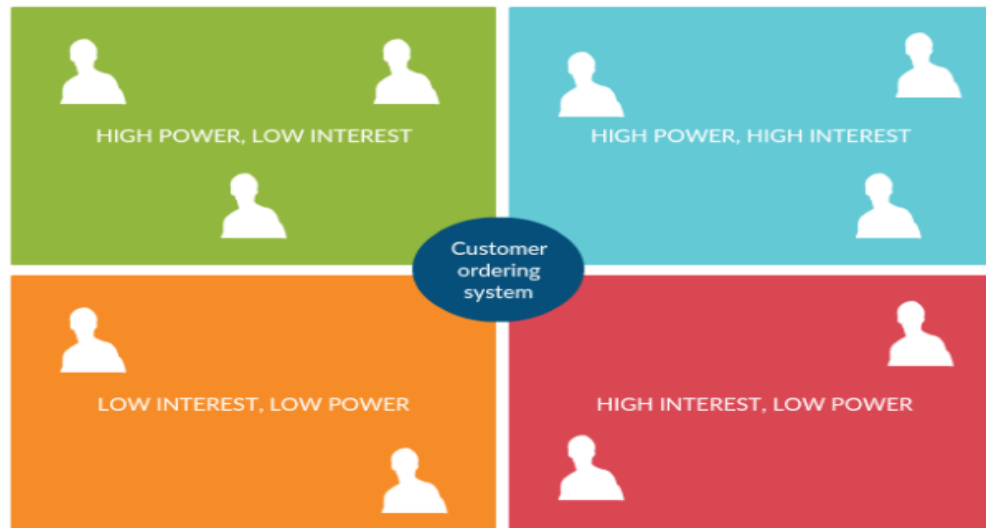 HIGH POWER, LOW INTEREST
HIGH POWER, HIGH INTEREST
Customer
ordering
system
LOW INTEREST, LOW POWER
HIGH INTEREST, LOW POWER